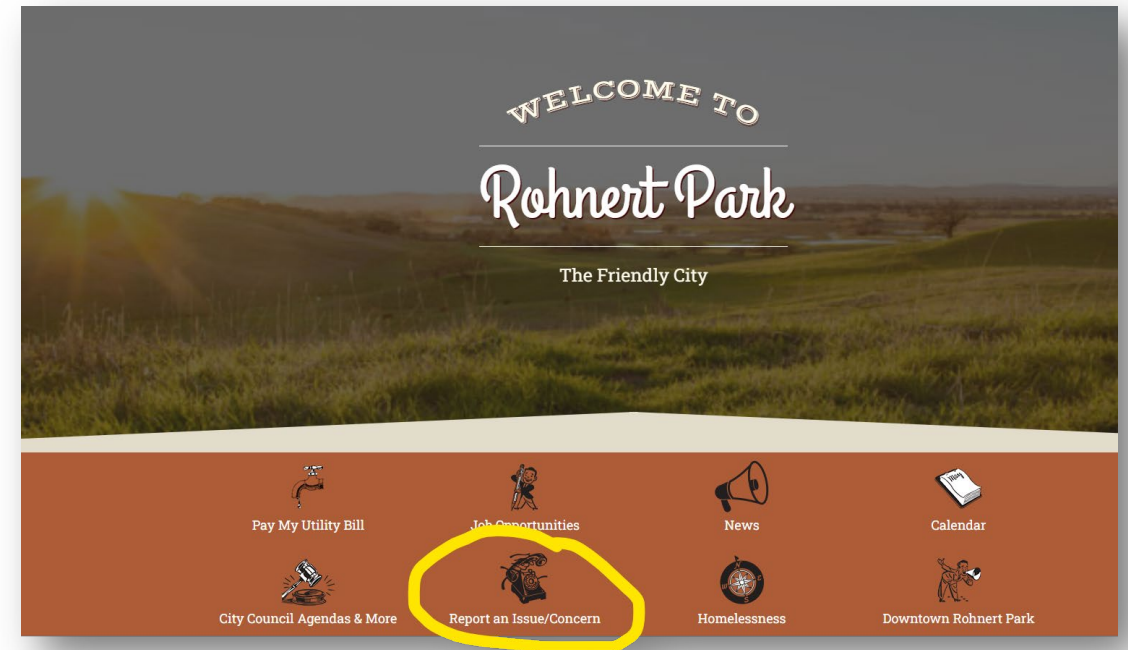 WELCOME TO
Rohnert Park
The Friendly City
Pay My Utility Bill
Job Opportunities
News
Calendar
City Council Agendas & More
Report an Issue/Concern
Homelessness
Downtown Rohnert Park